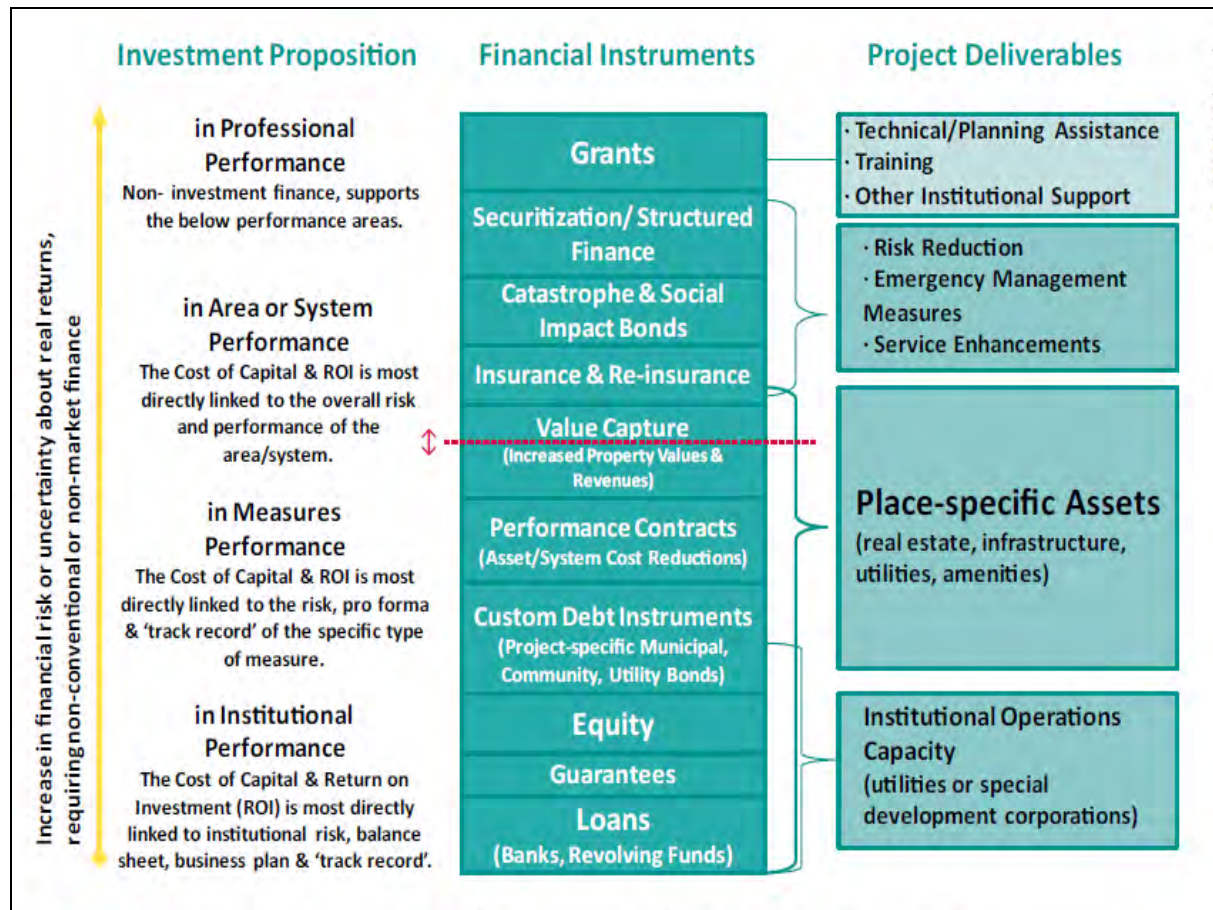 Investment Proposition
Financial Instruments
Project Deliverables
Increase in financial risk or uncertainty about real returns,
requiring non-conventional or non-market finance
in Professional
Performance
Non- investment finance, supports
the below performance areas.
in Area or System
Performance
The Cost of Capital & ROI is most
directly linked to the overall risk
and performance of the
area/system.
in Measures
Performance
The Cost of Capital & ROI is most
directly linked to the risk, pro forma
& ‘track record’ of the specific type
of measure.
in Institutional
Performance
The Cost of Capital & Return on
Investment (ROI) is most directly
linked to institutional risk, balance
sheet, business plan & ‘track record’.
Grants
Securitization/ Structured
Finance
Catastrophe & Social
Impact Bonds
Insurance & Re-insurance
Value Capture
(Increased Property Values &
Revenues)
Performance Contracts
(Asset/System Cost Reductions)
Custom Debt Instruments
(Project-specific Municipal,
Community, Utility Bonds)
Equity
Guarantees
Loans
(Banks, Revolving Funds)
· Technical/Planning Assistance
· Training
· Other Institutional Support
· Risk Reduction
· Emergency Management
Measures
· Service Enhancements
Place-specific Assets
(real estate, infrastructure,
utilities, amenities)
Institutional Operations
Capacity
(utilities or special
development corporations)